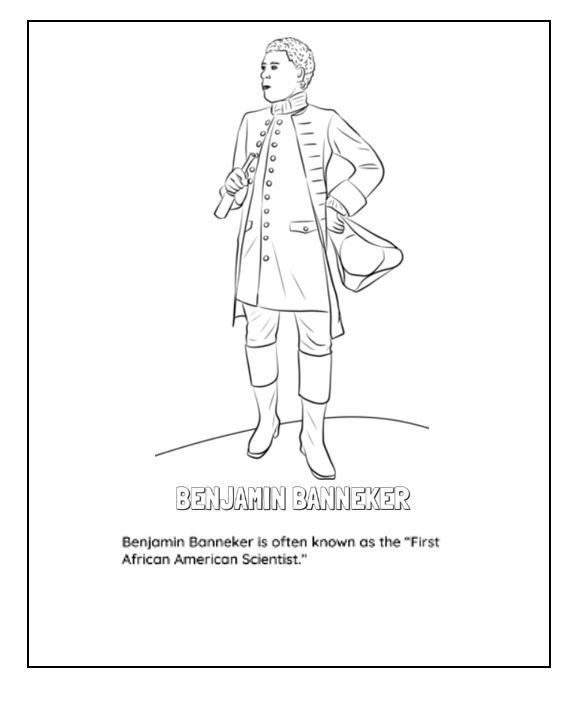 BENJAMIN BANNEKER
Benjamin Banneker is often known as the “First
African American Scientist.”